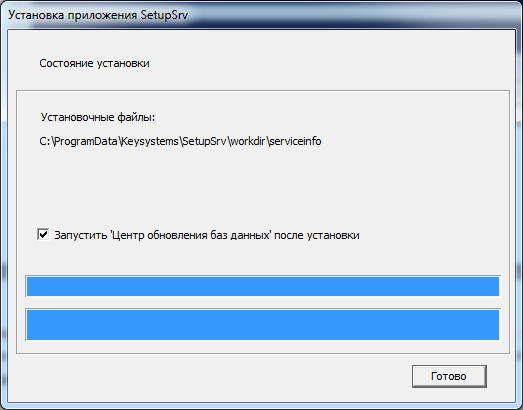 Установка приложения SetupSrv
Состояние установки
Установочные файлы:
C:\ProgramData\Keysystems\SetupSrv\workdir\serviceinfo
Запустить 'Центр обновления баз данных' после установки
Готово